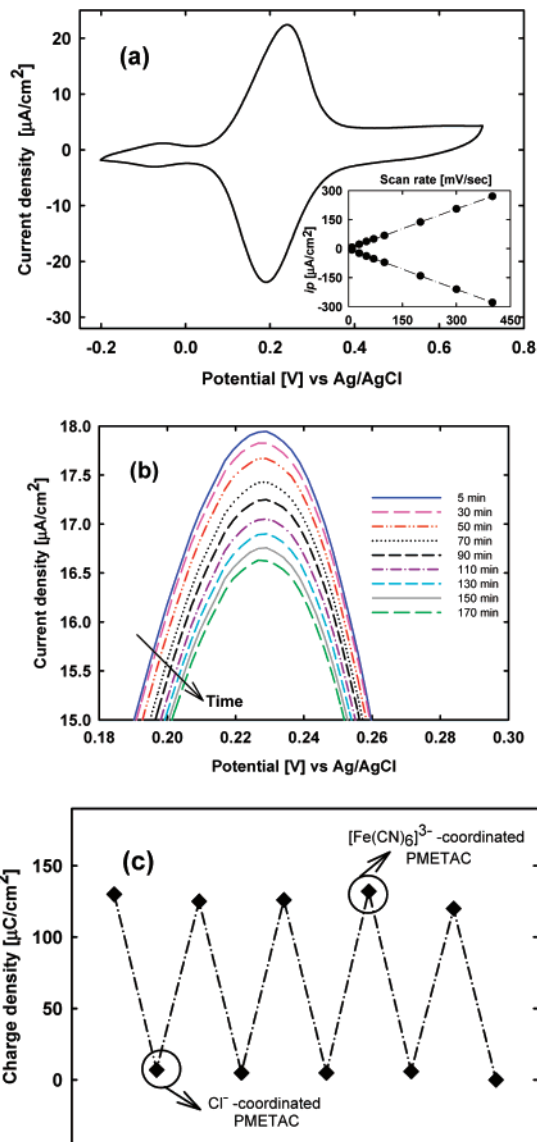 (a)
Current density [µA/cm²]
20
10
0
-10
-20
-30
-0.2 0.0 0.2 0.4 0.6 0.8
Potential [V] vs Ag/AgCl
Scan rate [mV/sec]
300
150
0
-150
-300
ip [µA/cm²]
0 150 300 450
(b)
Current density [µA/cm²]
18.0
17.5
17.0
16.5
16.0
15.5
15.0
5 min
30 min
50 min
70 min
90 min
110 min
130 min
150 min
170 min
Time
0.18 0.20 0.22 0.24 0.26 0.28 0.30
Potential [V] vs Ag/AgCl
(c)
[Fe(CN)₆]³⁻ -coordinated
PMETAC
Charge density [µC/cm²]
150
100
50
0
Cl⁻ -coordinated
PMETAC